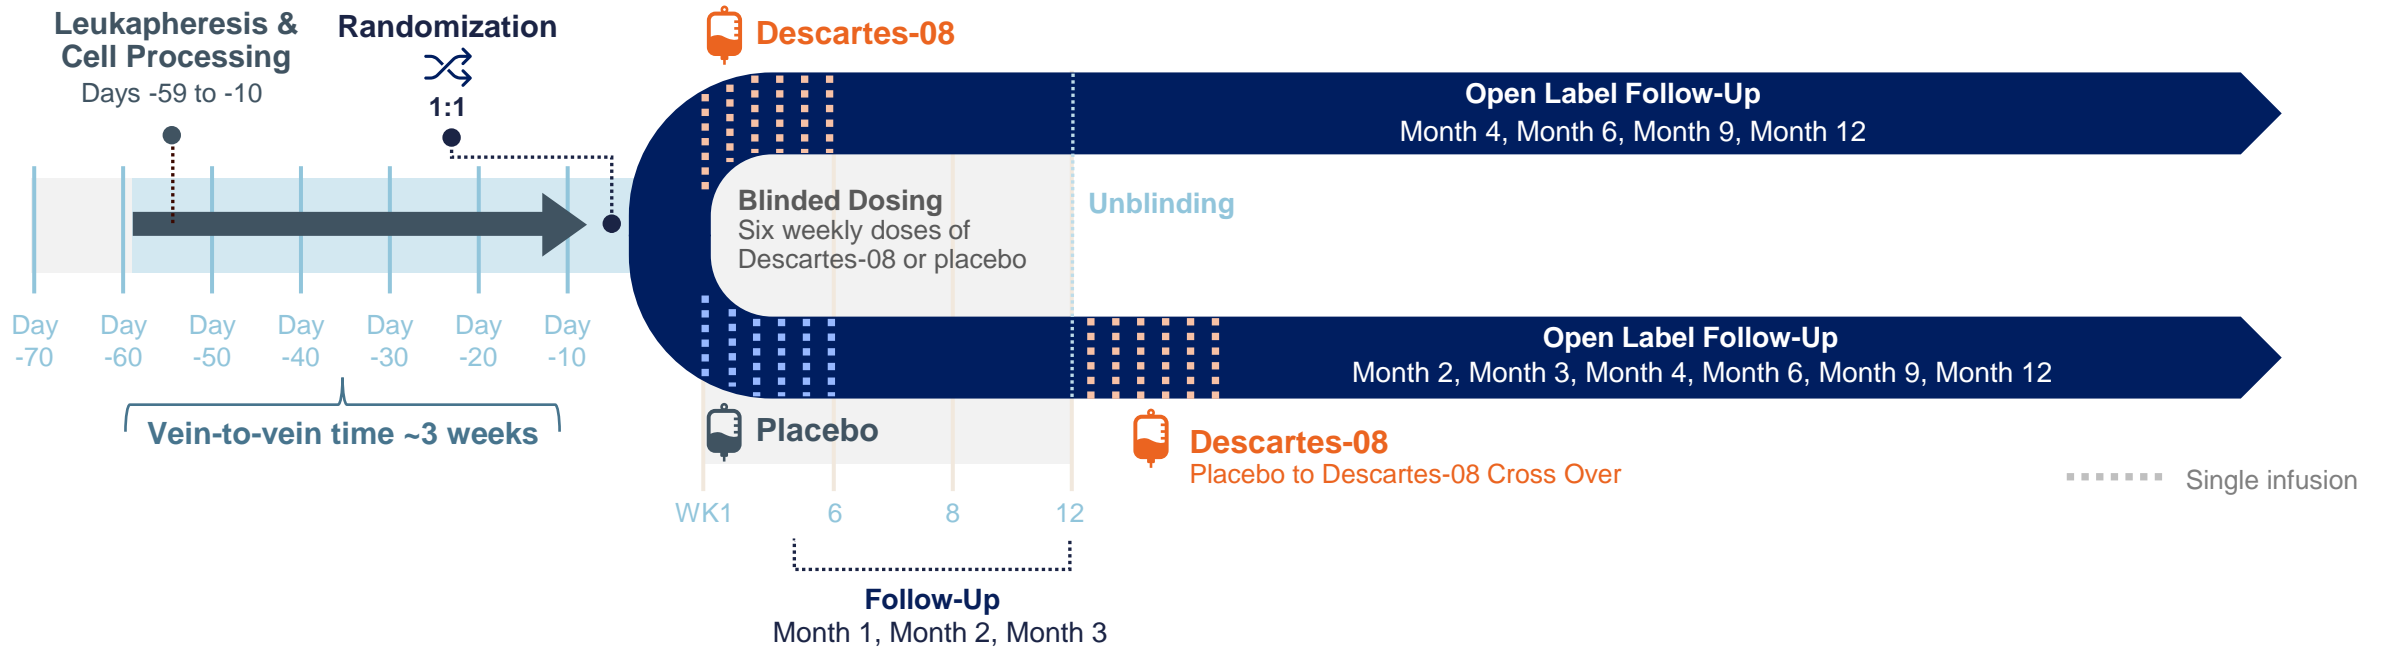 Leukapheresis &
Cell Processing
Days -59 to -10
Randomization
1:1
Descartes-08
Open Label Follow-Up
Month 4, Month 6, Month 9, Month 12
Blinded Dosing
Six weekly doses of
Descartes-08 or placebo
Unblinding
Day
-70
Day
-60
Day
-50
Day
-40
Day
-30
Day
-20
Day
-10
Vein-to-vein time ~3 weeks
Open Label Follow-Up
Month 2, Month 3, Month 4, Month 6, Month 9, Month 12
Placebo
Descartes-08
Placebo to Descartes-08 Cross Over
Single infusion
WK1
6
8
12
Follow-Up
Month 1, Month 2, Month 3